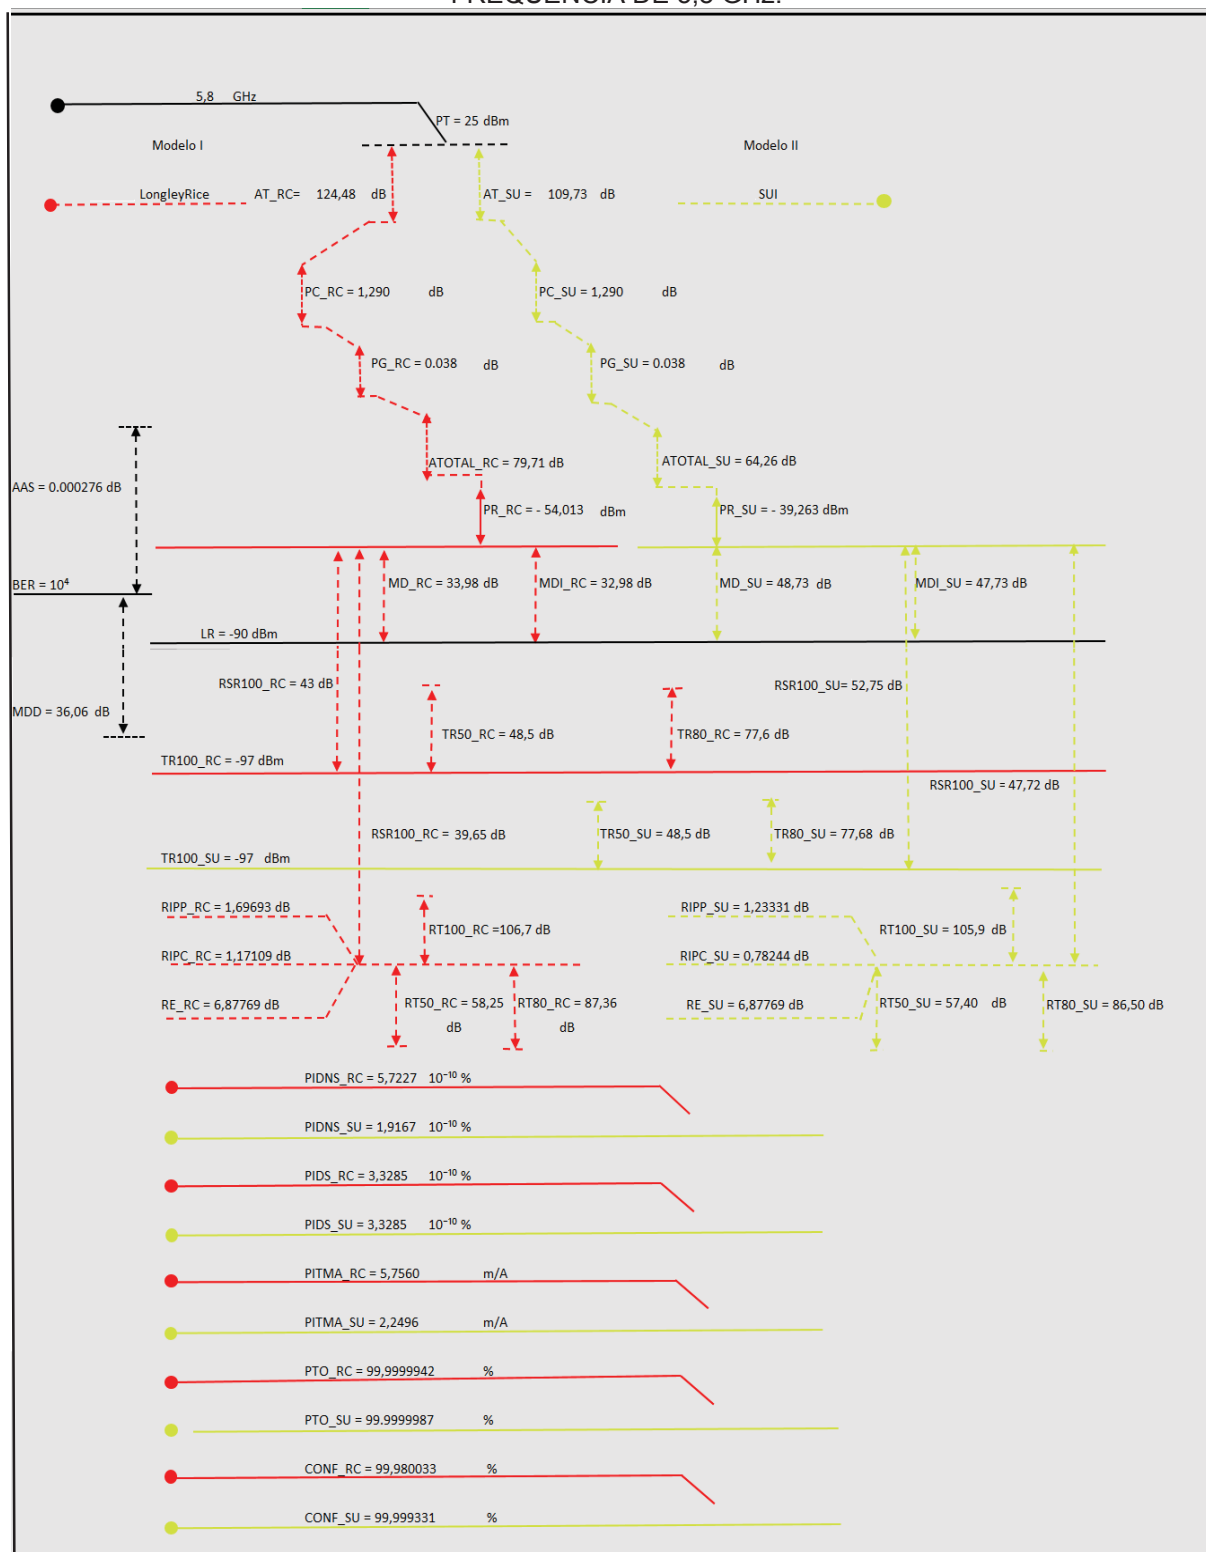 5,8 GHz
PT = 25 dBm
Modelo I
Modelo II
LongleyRice
AT_RC= 124,48 dB
AT_SU = 109,73 dB
SUI
PC_RC = 1,290 dB
PC_SU = 1,290 dB
PG_RC = 0.038 dB
PG_SU = 0.038 dB
ATOTAL_RC = 79,71 dB
ATOTAL_SU = 64,26 dB
AAS = 0.000276 dB
PR_RC = - 54,013 dBm
PR_SU = - 39,263 dBm
BER = 10⁴
MD_RC = 33,98 dB
MDI_RC = 32,98 dB
MD_SU = 48,73 dB
MDI_SU = 47,73 dB
LR = -90 dBm
RSR100_RC = 43 dB
RSR100_SU= 52,75 dB
MDD = 36,06 dB
TR50_RC = 48,5 dB
TR80_RC = 77,6 dB
TR100_RC = -97 dBm
RSR100_SU = 47,72 dB
RSR100_RC = 39,65 dB
TR50_SU = 48,5 dB
TR80_SU = 77,68 dB
TR100_SU = -97 dBm
RIPP_RC = 1,69693 dB
RIPP_SU = 1,23331 dB
RT100_RC =106,7 dB
RT100_SU = 105,9 dB
RIPC_RC = 1,17109 dB
RIPC_SU = 0,78244 dB
RE_RC = 6,87769 dB
RT50_RC = 58,25 dB
RT80_RC = 87,36 dB
RE_SU = 6,87769 dB
RT50_SU = 57,40 dB
RT80_SU = 86,50 dB
PIDNS_RC = 5,7227 10⁻¹⁰ %
PIDNS_SU = 1,9167 10⁻¹⁰ %
PIDS_RC = 3,3285 10⁻¹⁰ %
PIDS_SU = 3,3285 10⁻¹⁰ %
PITMA_RC = 5,7560 m/A
PITMA_SU = 2,2496 m/A
PTO_RC = 99,9999942 %
PTO_SU = 99.9999987 %
CONF_RC = 99,980033 %
CONF_SU = 99,999331 %